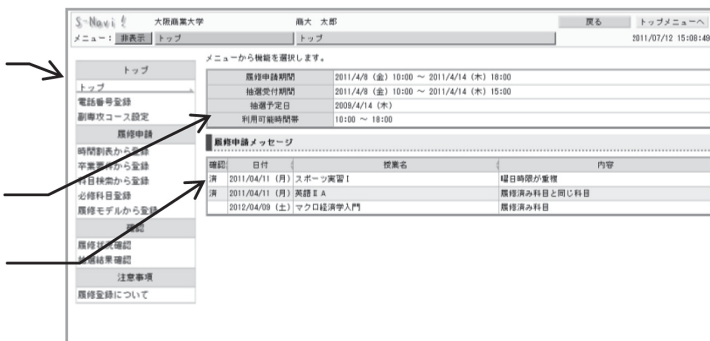 S-Navi! 大阪商業大学 商大 太郎 戻る トップメニューへ
メニュー： 非表示 トップ トップ 2011/07/12 15:08:49
メニューから機能を選択します。
トップ
トップ
電話番号登録
副専攻コース設定
履修申請
時間割表から登録
卒業要件から登録
科目検索から登録
必修科目登録
履修モデルから登録
確認
履修状況確認
抽選結果確認
注意事項
履修登録について
履修申請期間 2011/4/8 (金) 10:00 ～ 2011/4/14 (木) 18:00
抽選受付期間 2011/4/8 (金) 10:00 ～ 2011/4/14 (木) 15:00
抽選予定日 2009/4/14 (木)
利用可能時間帯 10:00 ～ 18:00
履修申請メッセージ
確認 日付 授業名 内容
済 2011/04/11 (月) スポーツ実習Ⅰ 曜日時限が重複
済 2011/04/11 (月) 英語ⅡA 履修済み科目と同じ科目
2012/04/09 (土) マクロ経済学入門 履修済み科目